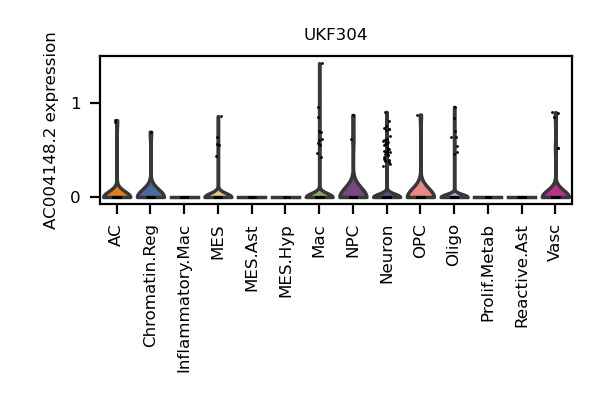 UKF304
AC004148.2 expression
1
0
AC
Chromatin.Reg
Inflammatory.Mac
MES
MES.Ast
MES.Hyp
Mac
NPC
Neuron
OPC
Oligo
Prolif.Metab
Reactive.Ast
Vasc